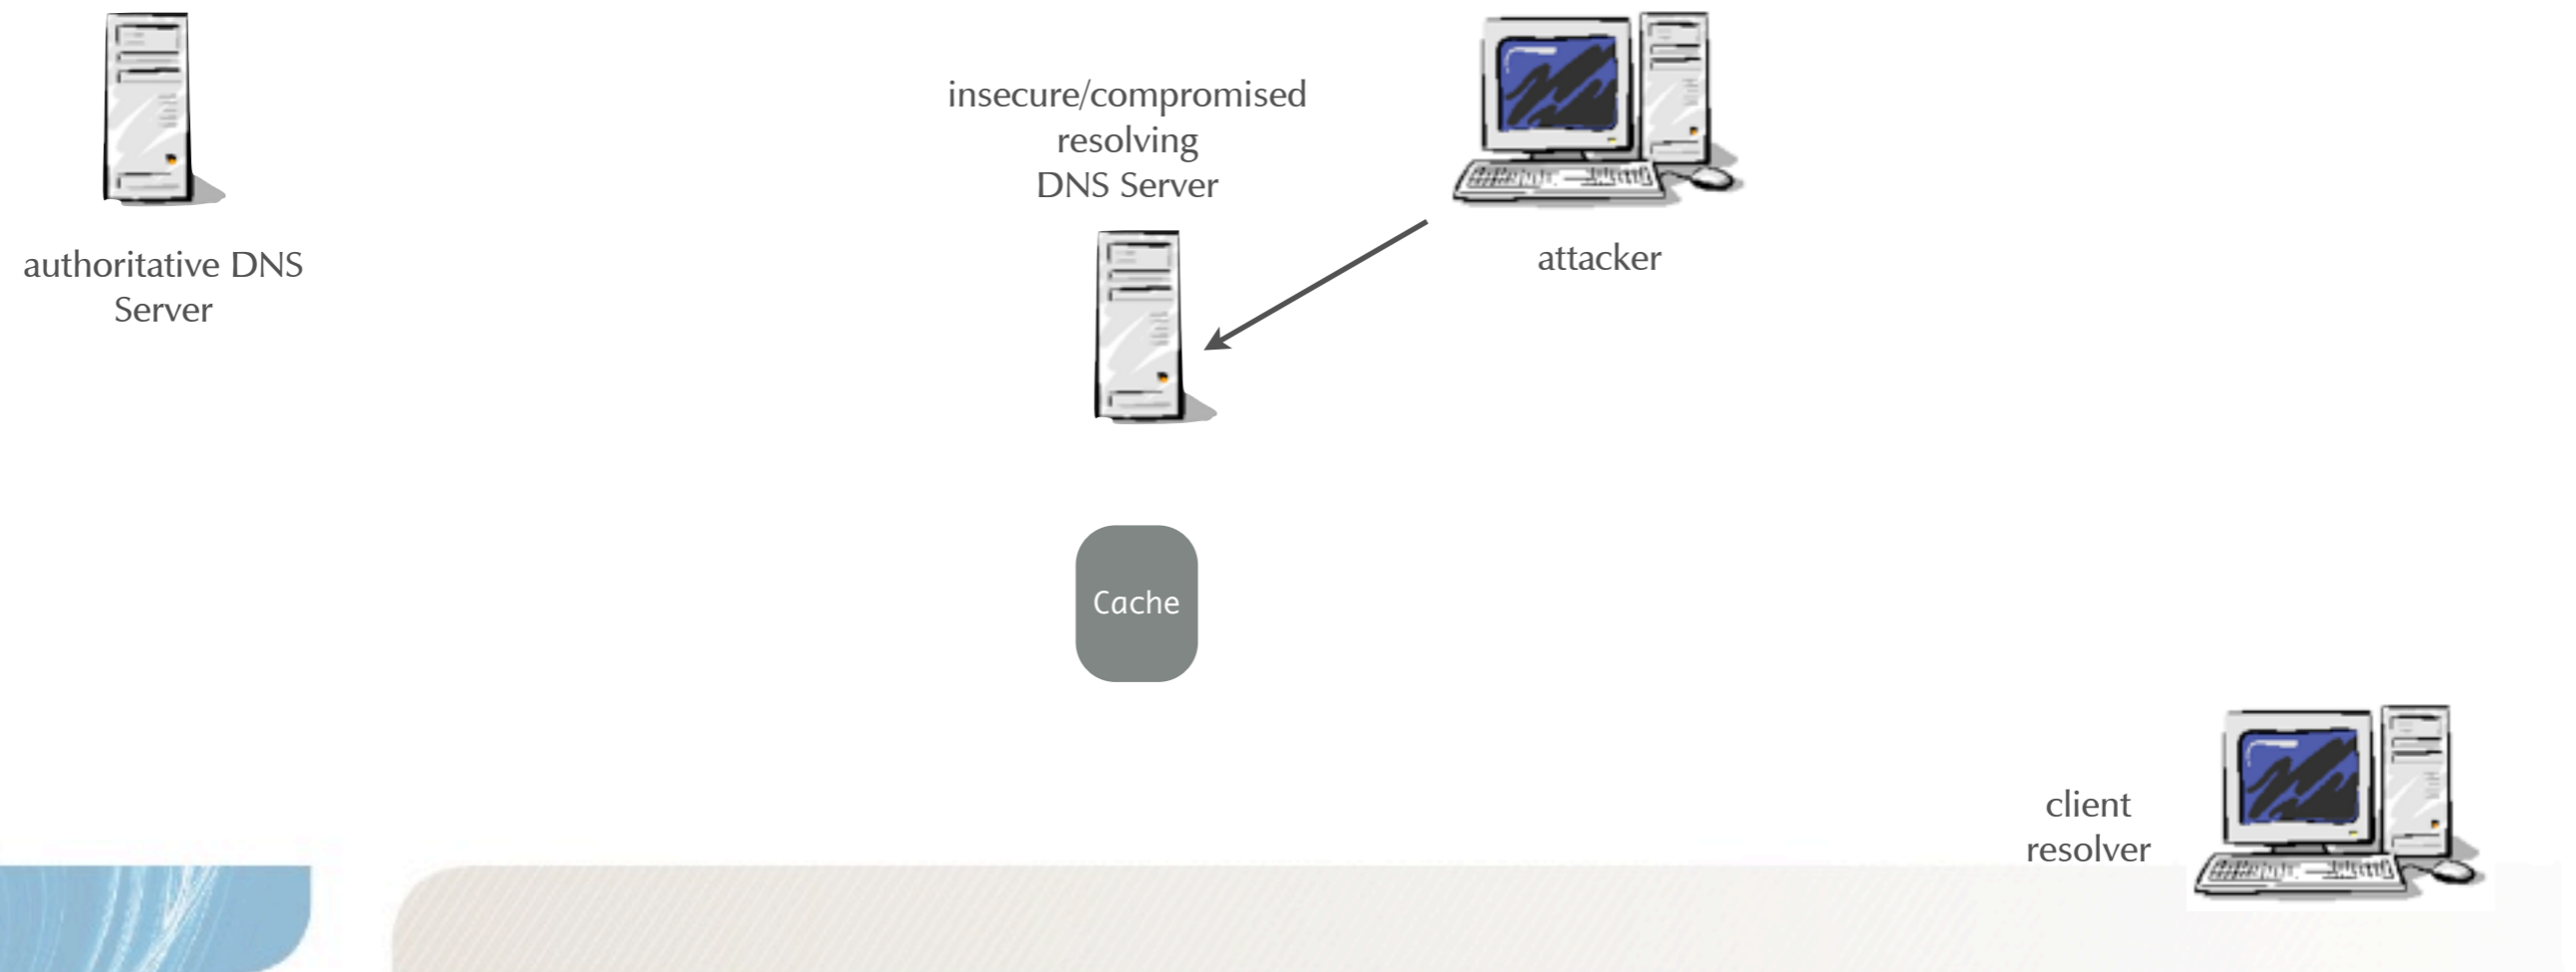 insecure/compromised
resolving
DNS Server
authoritative DNS
Server
attacker
Cache
client
resolver